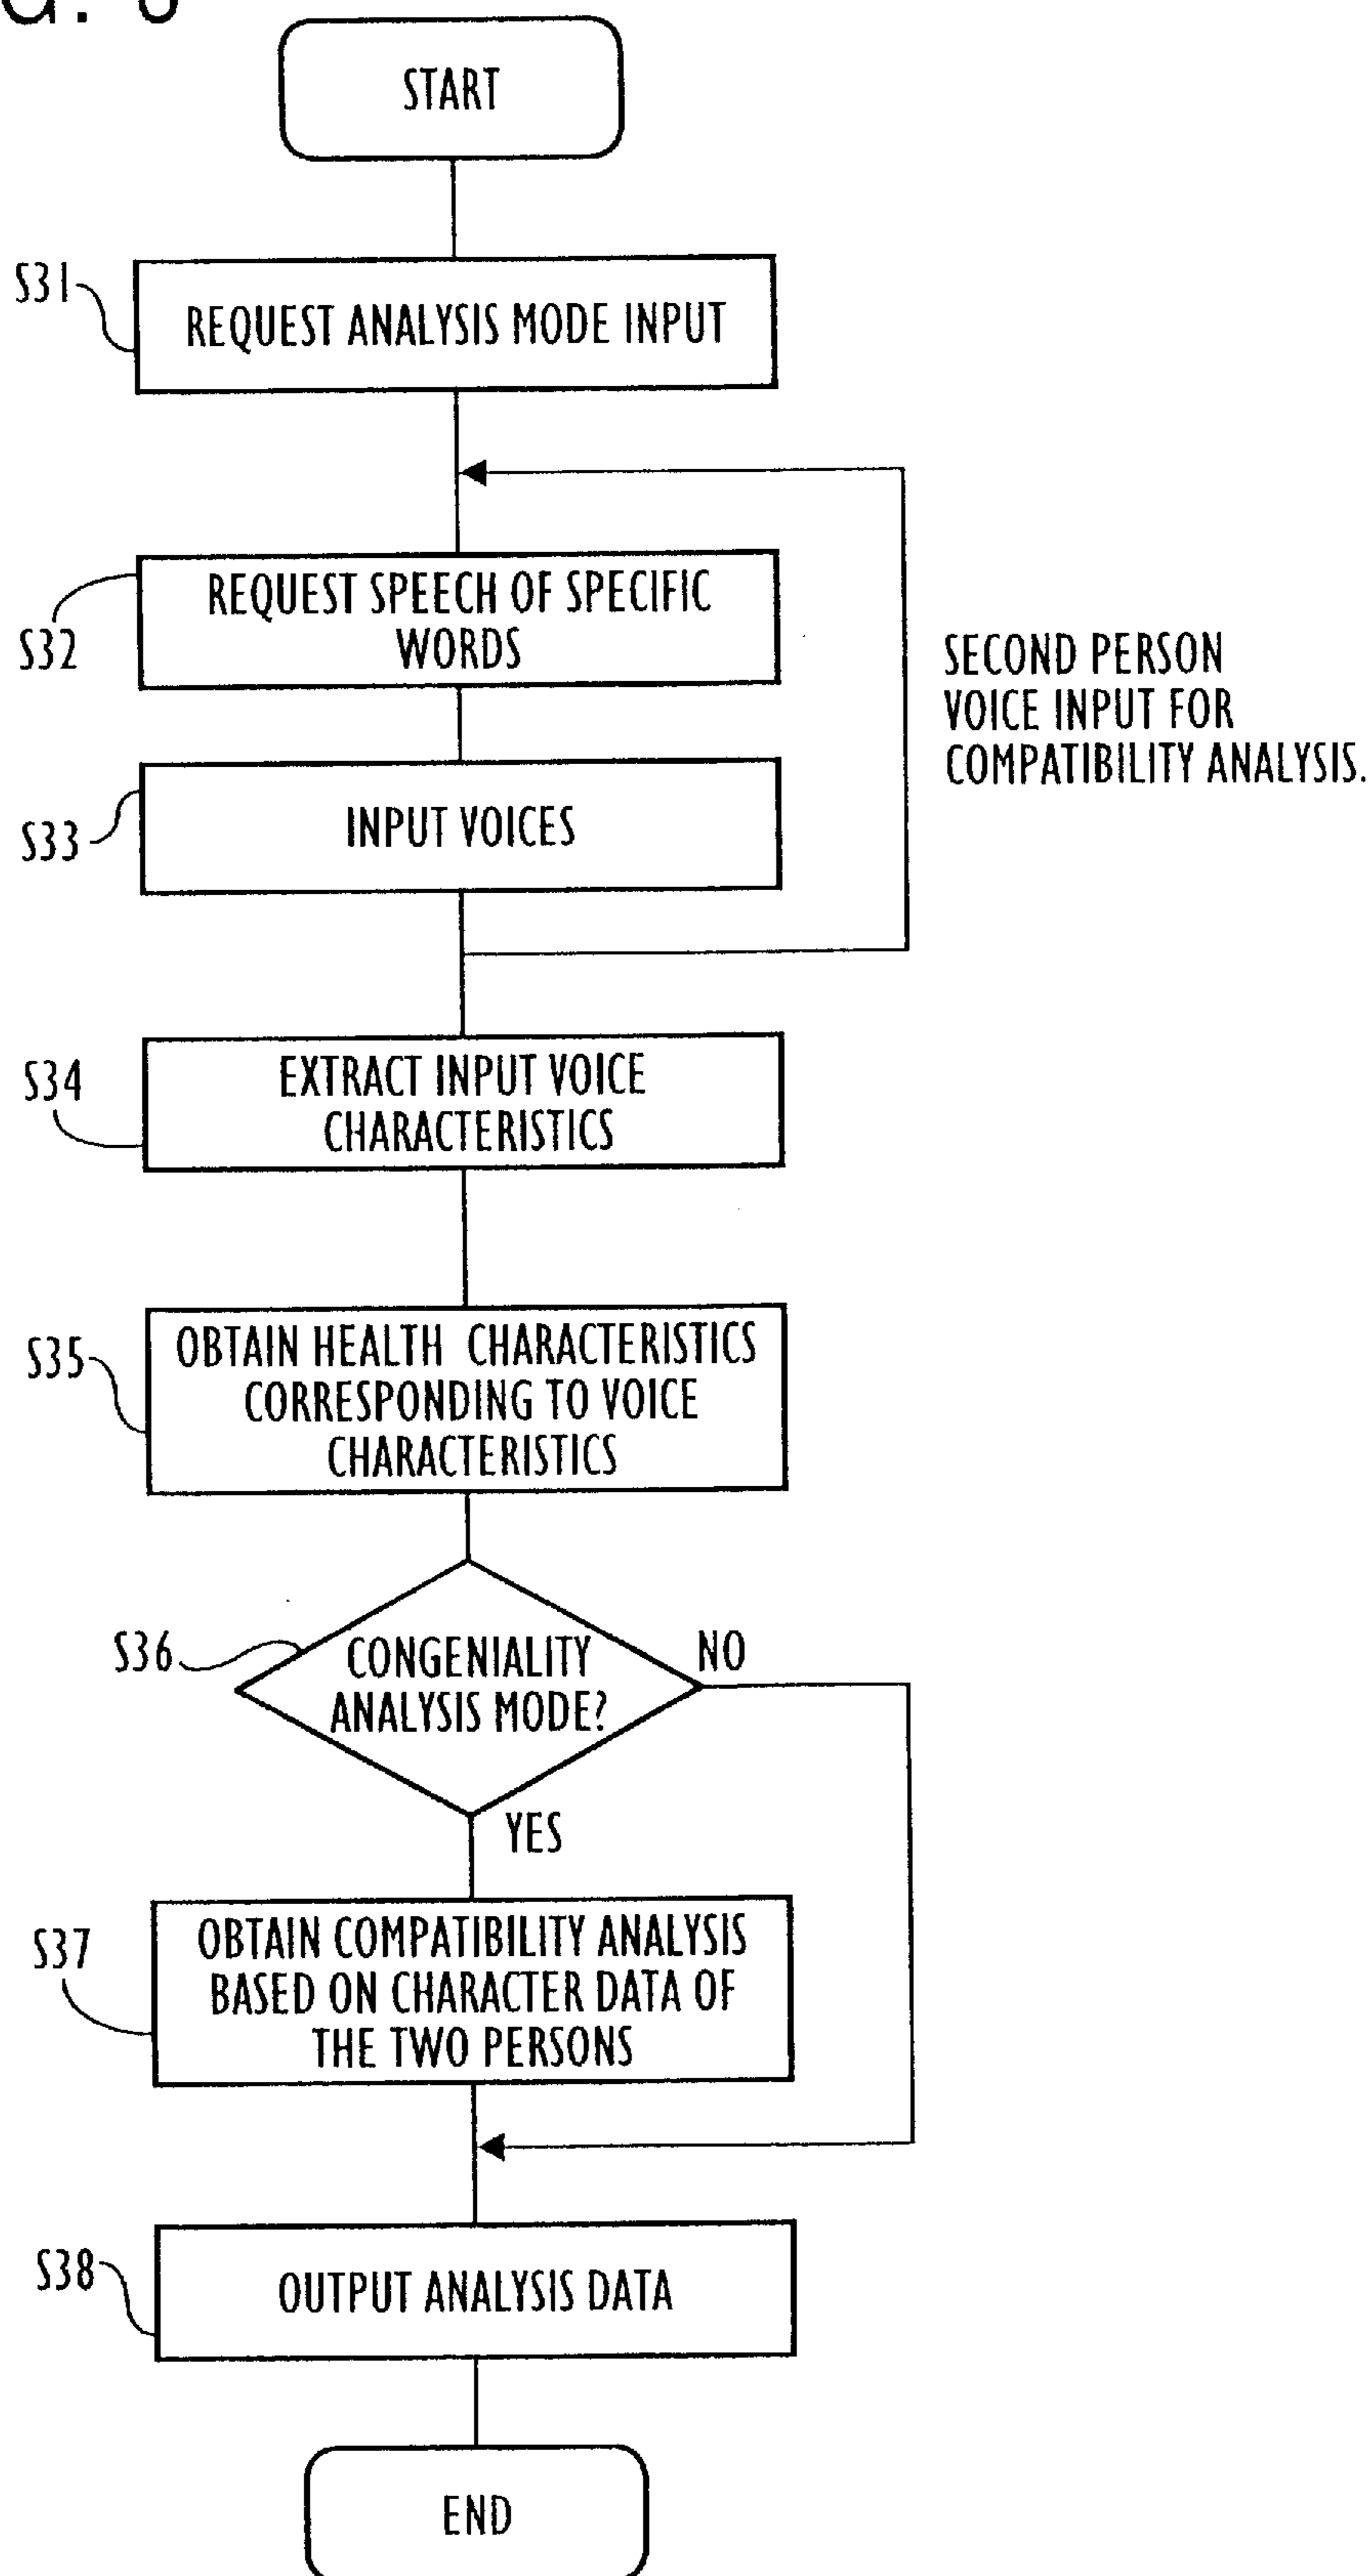 START
S31
REQUEST ANALYSIS MODE INPUT
S32
REQUEST SPEECH OF SPECIFIC
WORDS
SECOND PERSON
VOICE INPUT FOR
COMPATIBILITY ANALYSIS.
S33
INPUT VOICES
S34
EXTRACT INPUT VOICE
CHARACTERISTICS
S35
OBTAIN HEALTH CHARACTERISTICS
CORRESPONDING TO VOICE
CHARACTERISTICS
S36
CONGENIALITY
ANALYSIS MODE?
NO
YES
S37
OBTAIN COMPATIBILITY ANALYSIS
BASED ON CHARACTER DATA OF
THE TWO PERSONS
S38
OUTPUT ANALYSIS DATA
END